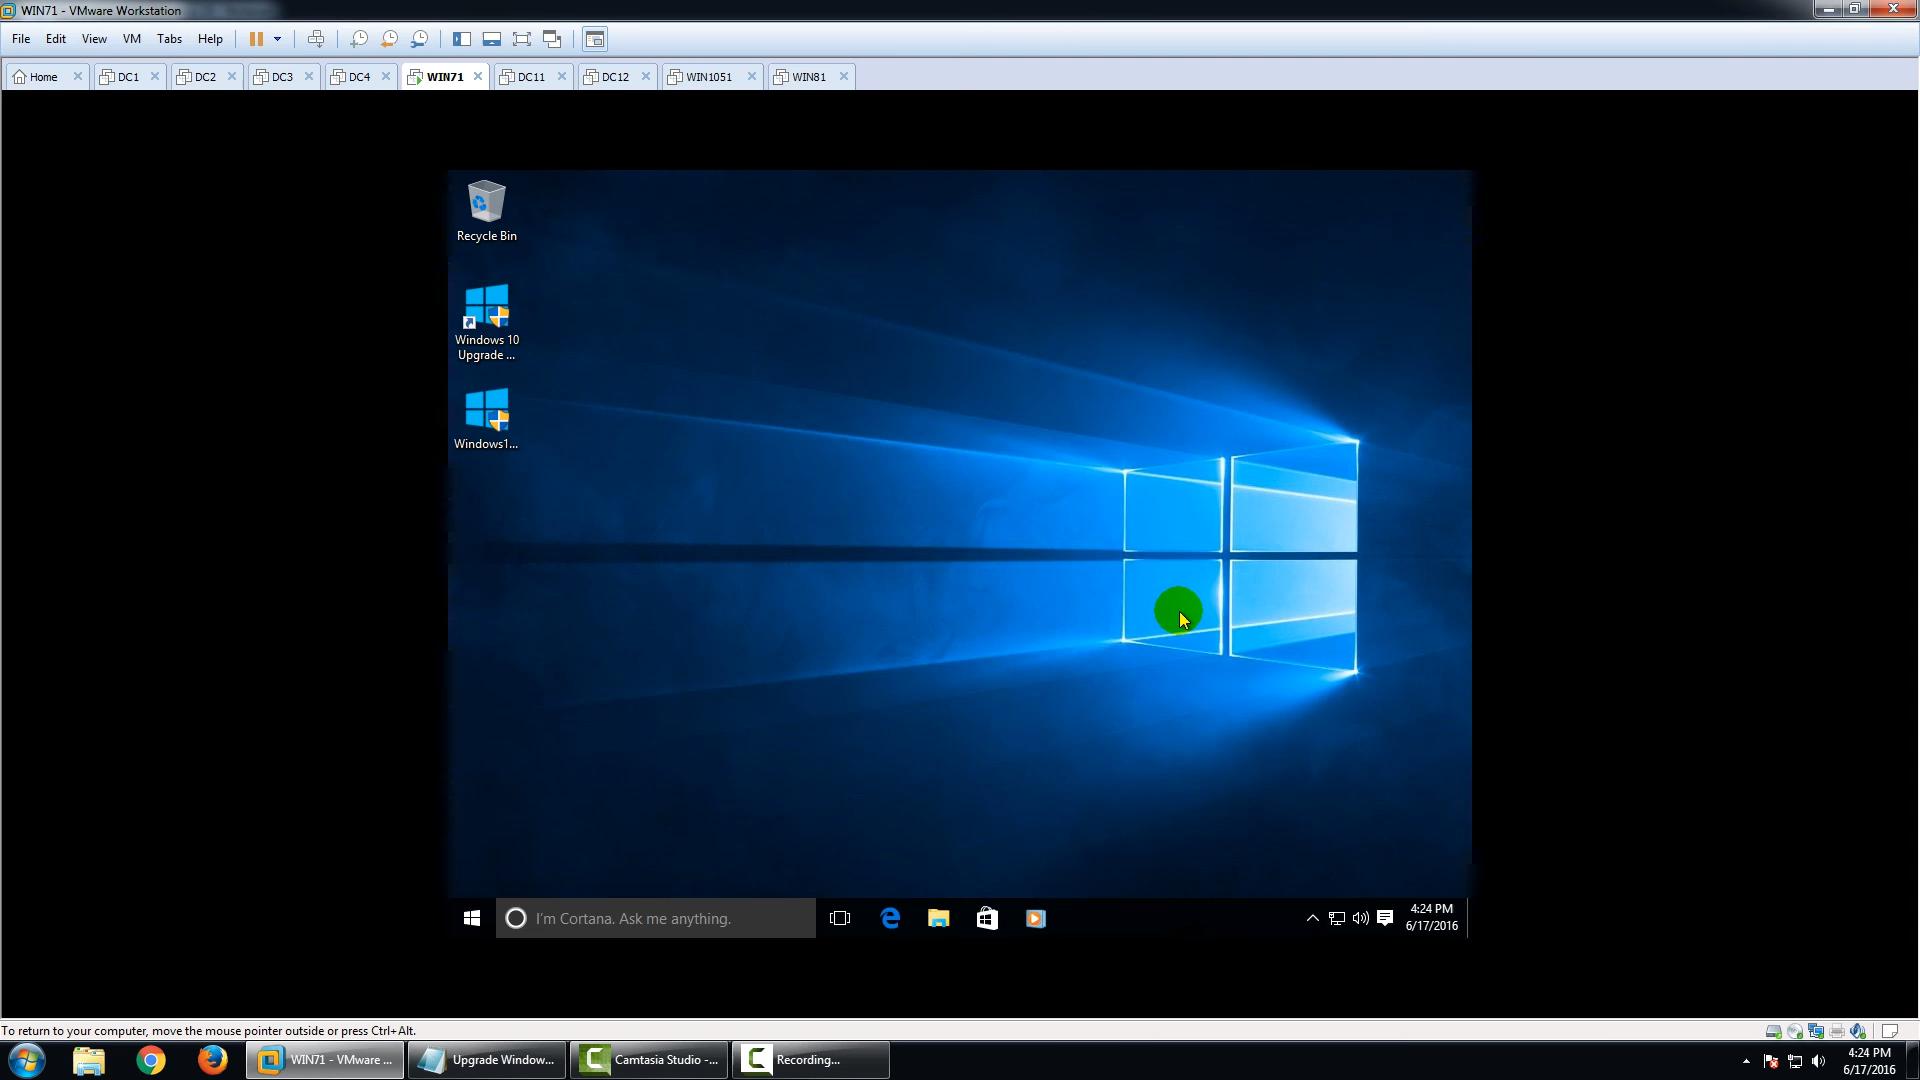 WIN71 - VMware Workstation
File Edit View VM Tabs Help
Home DC1 DC2 DC3 DC4 WIN71 DC11 DC12 WIN1051 WIN81
Recycle Bin
Windows 10
Upgrade ...
Windows1...
I'm Cortana. Ask me anything.
4:24 PM
6/17/2016
To return to your computer, move the mouse pointer outside or press Ctrl+Alt.
WIN71 - VMware ... Upgrade Window... Camtasia Studio -... Recording...
4:24 PM
6/17/2016